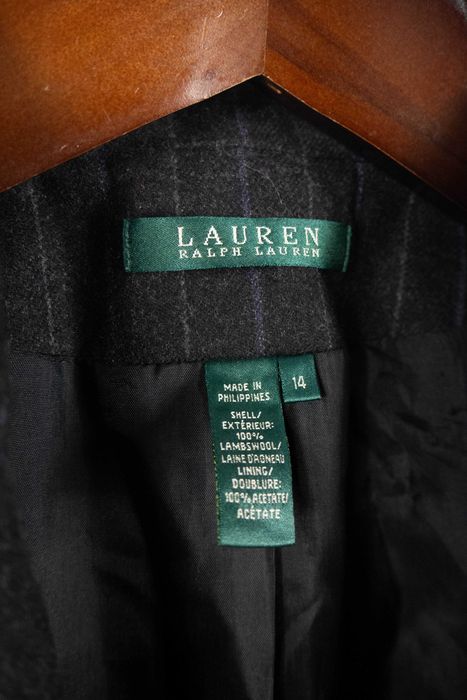 LAUREN
RALPH LAUREN
14
MADE IN
PHILIPPINES
SHELL/
EXTÉRIEUR:
100%
LAMBSWOOL/
LAINE D'AGNEAU
LINING/
DOUBLURE:
100% ACETATE/
ACÉTATE